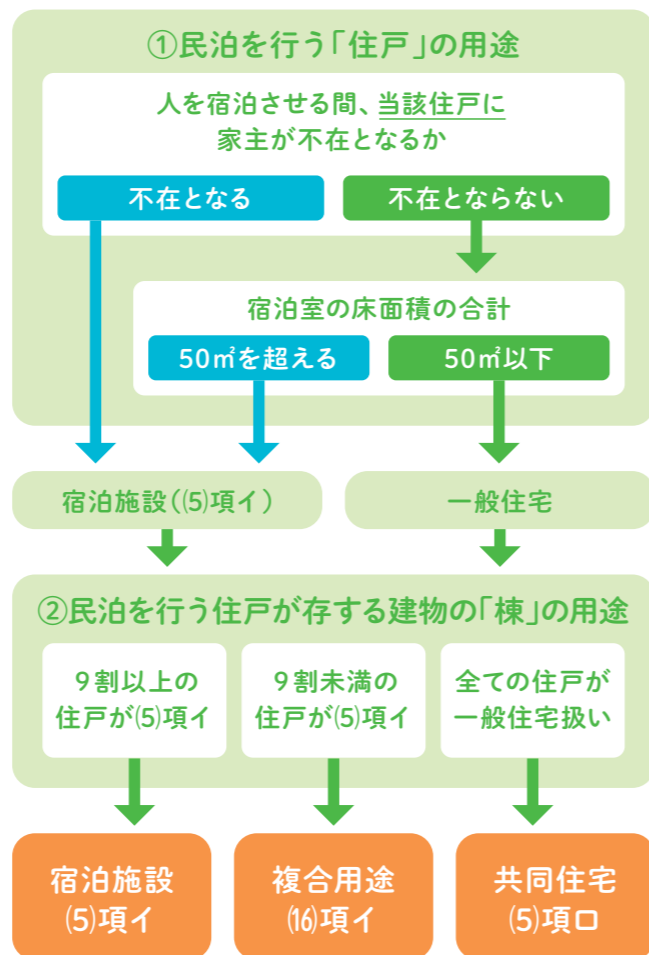 ①民泊を行う「住戸」の用途
人を宿泊させる間、当該住戸に
家主が不在となるか
不在となる
不在とならない
宿泊室の床面積の合計
50㎡を超える
50㎡以下
宿泊施設(⑸項イ)
一般住宅
②民泊を行う住戸が存する建物の「棟」の用途
9割以上の
住戸が⑸項イ
9割未満の
住戸が⑸項イ
全ての住戸が
一般住宅扱い
宿泊施設
⑸項イ
複合用途
⒃項イ
共同住宅
⑸項ロ